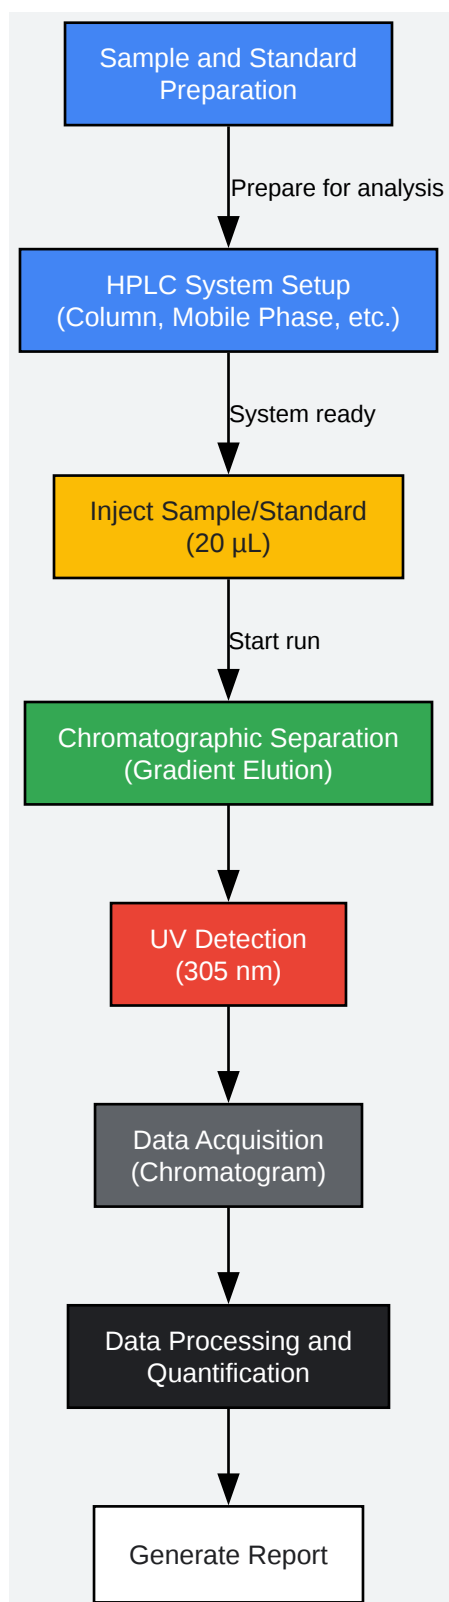 Sample and Standard
Preparation
Prepare for analysis
HPLC System Setup
(Column, Mobile Phase, etc.)
System ready
Inject Sample/Standard
(20 µL)
Start run
Chromatographic Separation
(Gradient Elution)
UV Detection
(305 nm)
Data Acquisition
(Chromatogram)
Data Processing and
Quantification
Generate Report